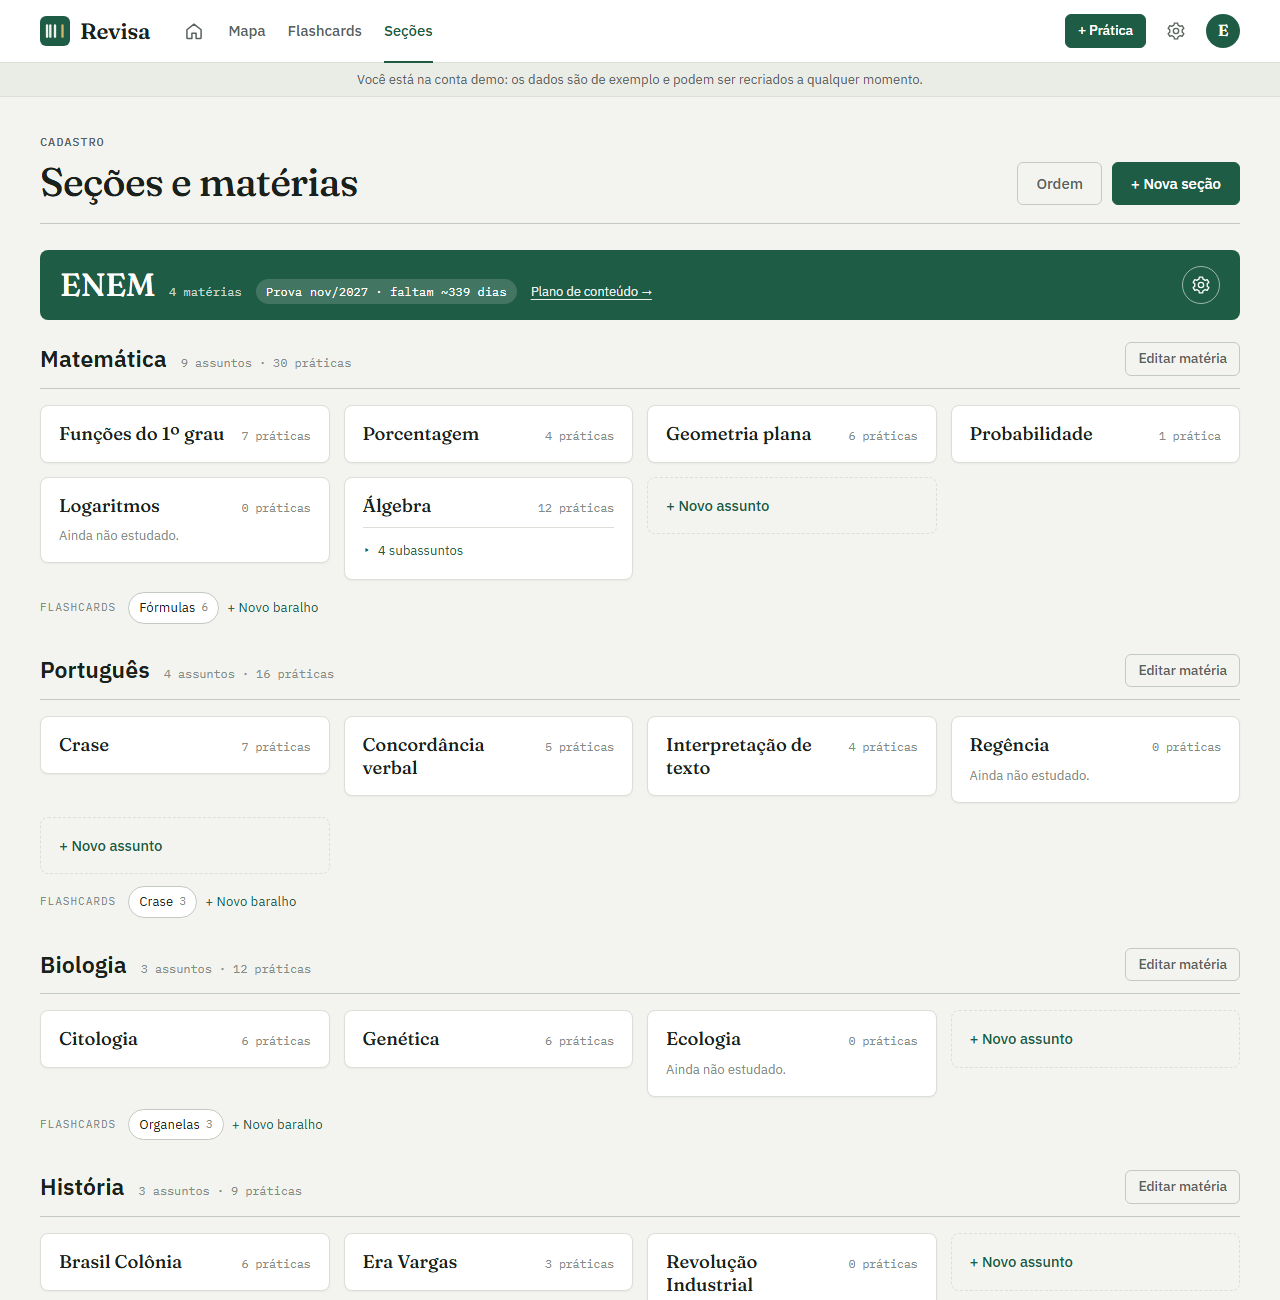 Revisa
Mapa
Flashcards
Seções
+ Prática
E
Você está na conta demo: os dados são de exemplo e podem ser recriados a qualquer momento.
CADASTRO
Seções e matérias
Ordem
+ Nova seção
ENEM
4 matérias
Prova nov/2027 · faltam ~339 dias
Plano de conteúdo →
Matemática
9 assuntos · 30 práticas
Editar matéria
Funções do 1º grau
7 práticas
Porcentagem
4 práticas
Geometria plana
6 práticas
Probabilidade
1 prática
Logaritmos
0 práticas
Ainda não estudado.
Álgebra
12 práticas
‣ 4 subassuntos
+ Novo assunto
FLASHCARDS
Fórmulas 6
+ Novo baralho
Português
4 assuntos · 16 práticas
Editar matéria
Crase
7 práticas
Concordância
verbal
5 práticas
Interpretação de
texto
4 práticas
Regência
0 práticas
Ainda não estudado.
+ Novo assunto
FLASHCARDS
Crase 3
+ Novo baralho
Biologia
3 assuntos · 12 práticas
Editar matéria
Citologia
6 práticas
Genética
6 práticas
Ecologia
0 práticas
Ainda não estudado.
+ Novo assunto
FLASHCARDS
Organelas 3
+ Novo baralho
História
3 assuntos · 9 práticas
Editar matéria
Brasil Colônia
6 práticas
Era Vargas
3 práticas
Revolução
Industrial
0 práticas
+ Novo assunto